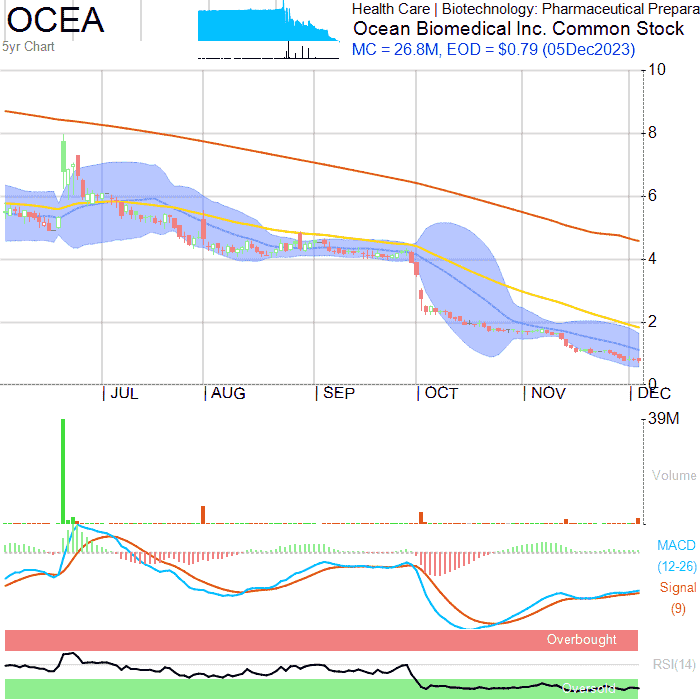 OCEA
5yr Chart
Health Care | Biotechnology: Pharmaceutical Prepara
Ocean Biomedical Inc. Common Stock
MC = 26.8M, EOD = $0.79 (05Dec2023)
10
8
6
4
2
0
JUL AUG SEP OCT NOV DEC
39M
Volume
MACD
(12-26)
Signal
(9)
Overbought
RSI(14)
Oversold